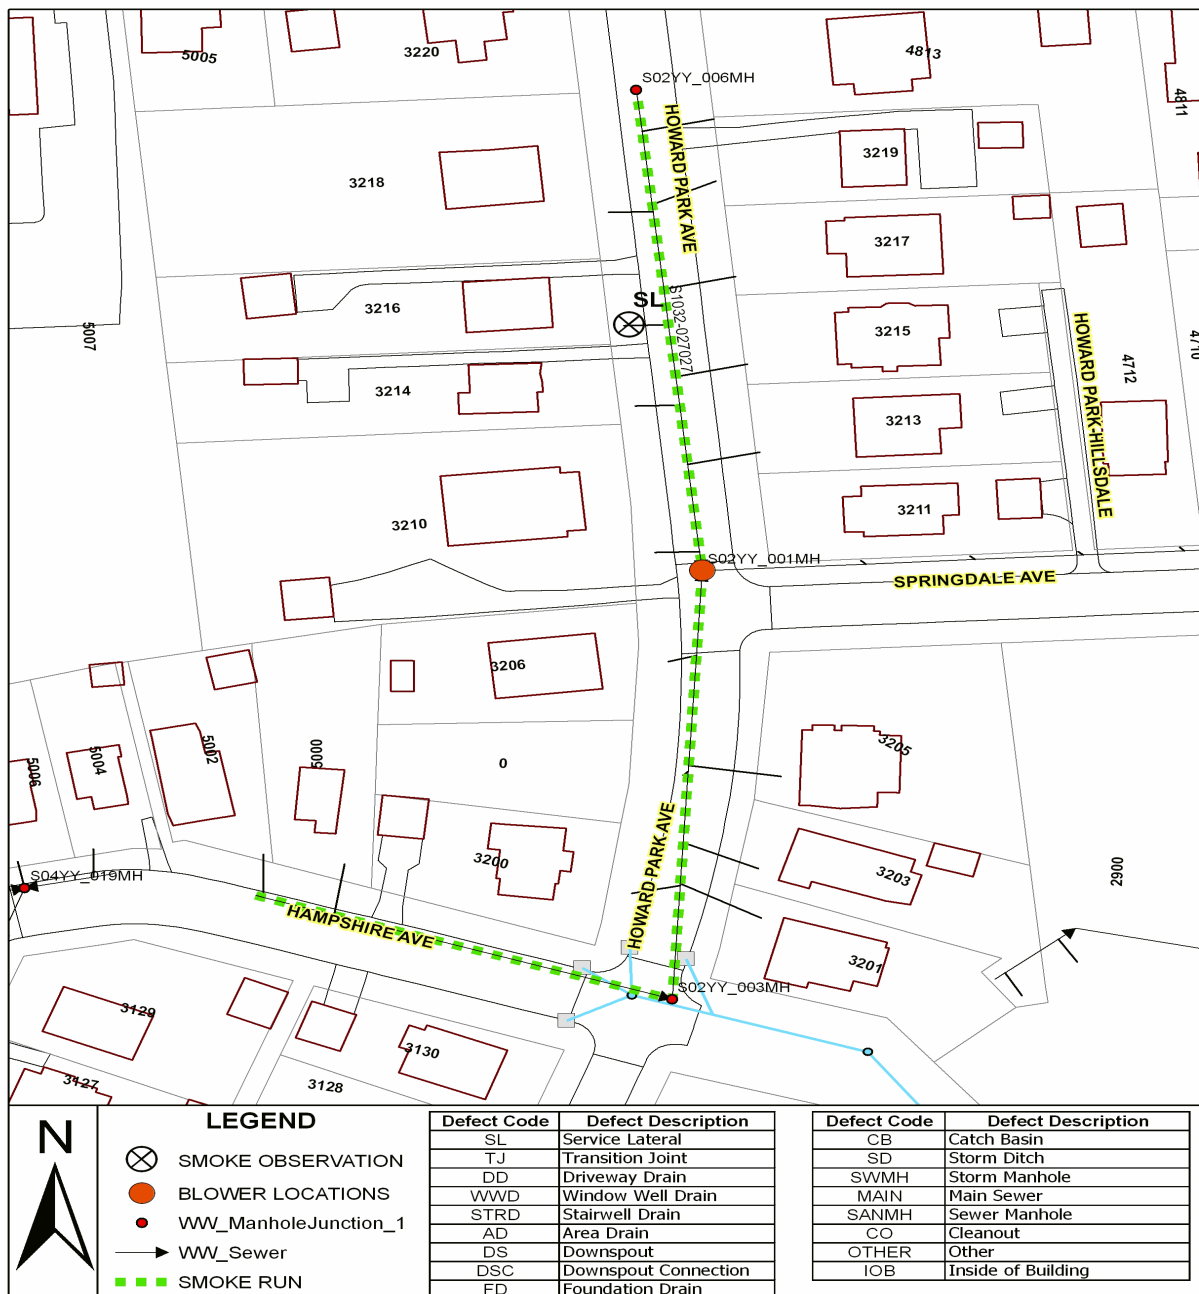 5005
3220
4813
S02YY_006MH
4811
HOWARD PARK AVE
3219
3218
3217
3216
SL
S1032-027027
3215
5007
HOWARD PARK-HILLSDALE
4710
4712
3214
3213
3210
3211
S02YY_001MH
SPRINGDALE AVE
3206
5006
5004
5002
5000
0
3205
HOWARD PARK AVE
3200
3203
2906
S04YY_019MH
HAMPSHIRE AVE
3201
S02YY_003MH
3129
3130
3127
3128
N
LEGEND
SMOKE OBSERVATION
BLOWER LOCATIONS
WW_ManholeJunction_1
WW_Sewer
SMOKE RUN
Defect Code Defect Description
SL Service Lateral
TJ Transition Joint
DD Driveway Drain
WWD Window Well Drain
STRD Stairwell Drain
AD Area Drain
DS Downspout
DSC Downspout Connection
FD Foundation Drain
Defect Code Defect Description
CB Catch Basin
SD Storm Ditch
SWMH Storm Manhole
MAIN Main Sewer
SANMH Sewer Manhole
CO Cleanout
OTHER Other
IOB Inside of Building